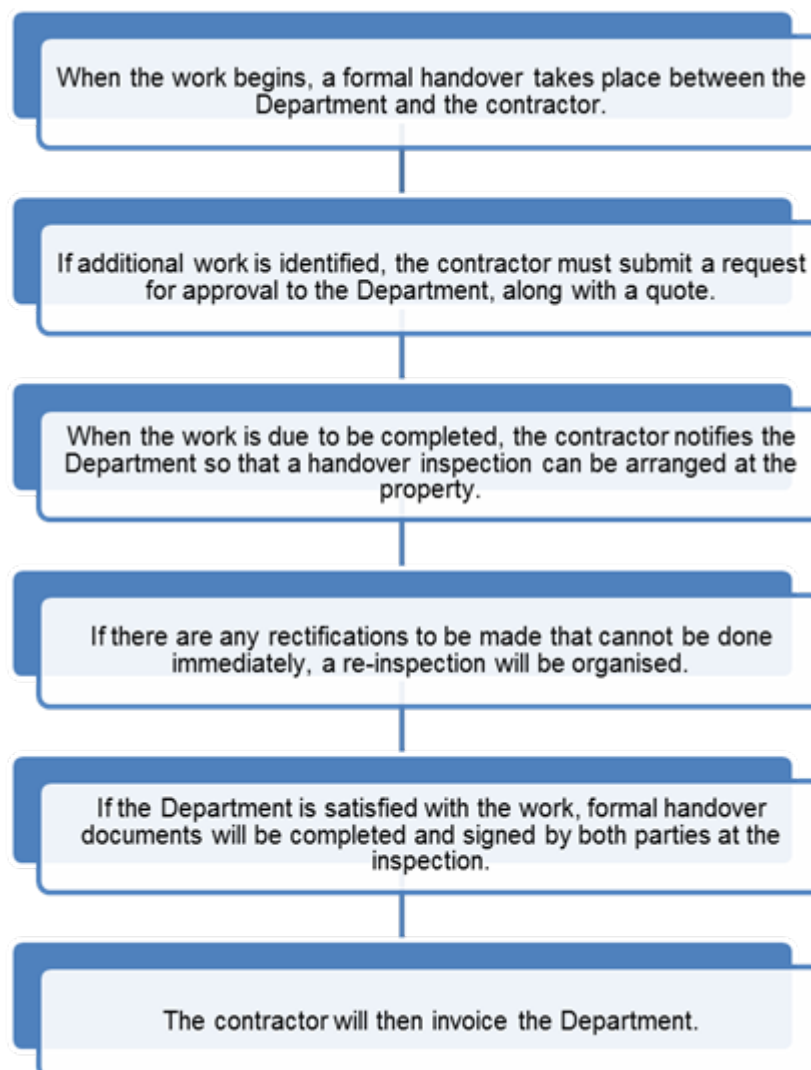 When the work begins, a formal handover takes place between the
Department and the contractor.
If additional work is identified, the contractor must submit a request
for approval to the Department, along with a quote.
When the work is due to be completed, the contractor notifies the
Department so that a handover inspection can be arranged at the
property.
If there are any rectifications to be made that cannot be done
immediately, a re-inspection will be organised.
If the Department is satisfied with the work, formal handover
documents will be completed and signed by both parties at the
inspection.
The contractor will then invoice the Department.